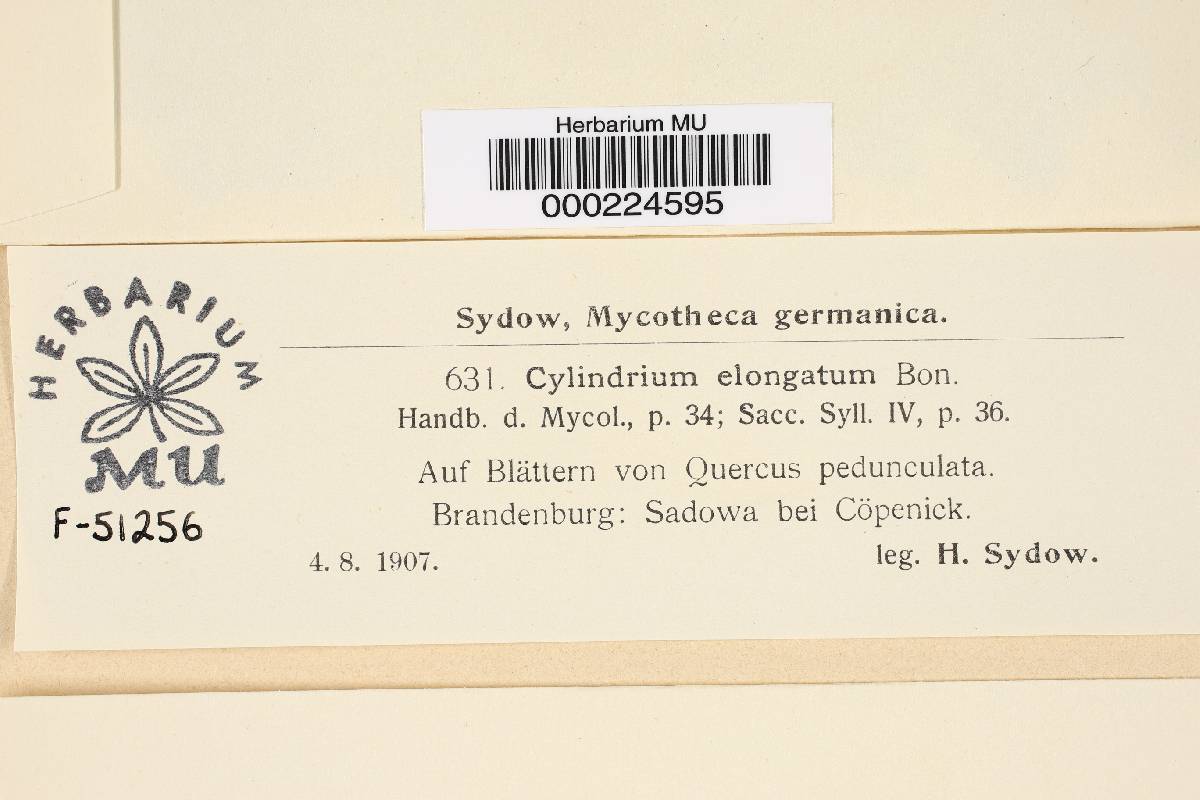 Herbarium MU
000224595
HERBARIUM
MU
F-51256
Sydow, Mycotheca germanica.
631. Cylindrium elongatum Bon.
Handb. d. Mycol., p. 34; Sacc. Syll. IV, p. 36.
Auf Blättern von Quercus pedunculata.
Brandenburg: Sadowa bei Cöpenick.
4. 8. 1907. leg. H. Sydow.